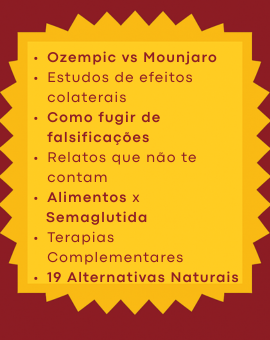 • Ozempic vs Mounjaro
• Estudos de efeitos
colaterais
• Como fugir de
falsificações
• Relatos que não te
contam
• Alimentos x
Semaglutida
• Terapias
Complementares
• 19 Alternativas Naturais